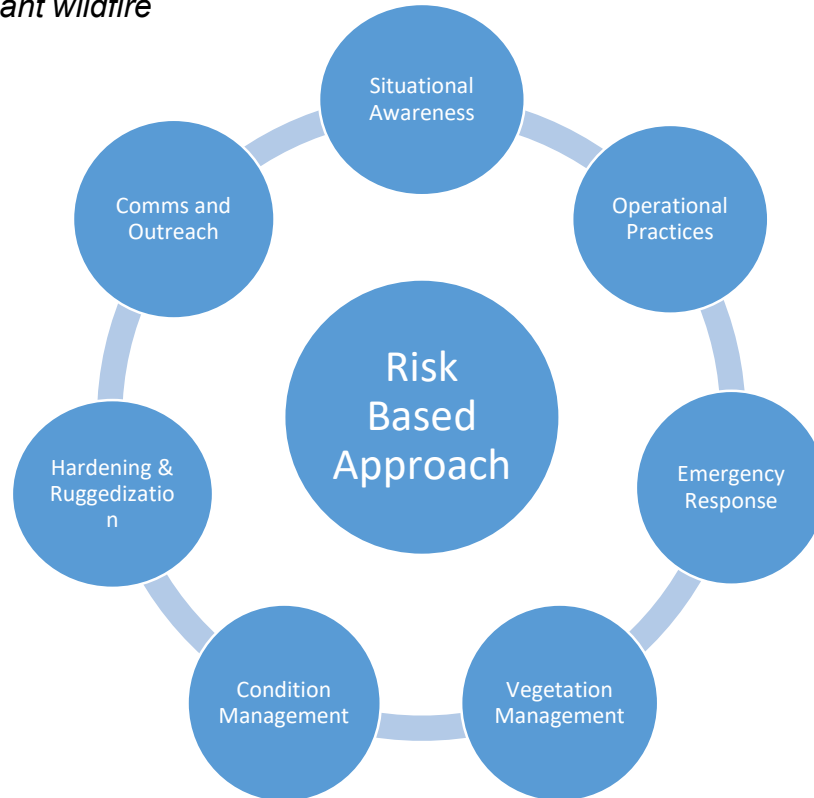 ant wildfire
Situational
Awareness
Operational
Practices
Emergency
Response
Vegetation
Management
Condition
Management
Hardening &
Ruggedizatio
n
Comms and
Outreach
Risk
Based
Approach